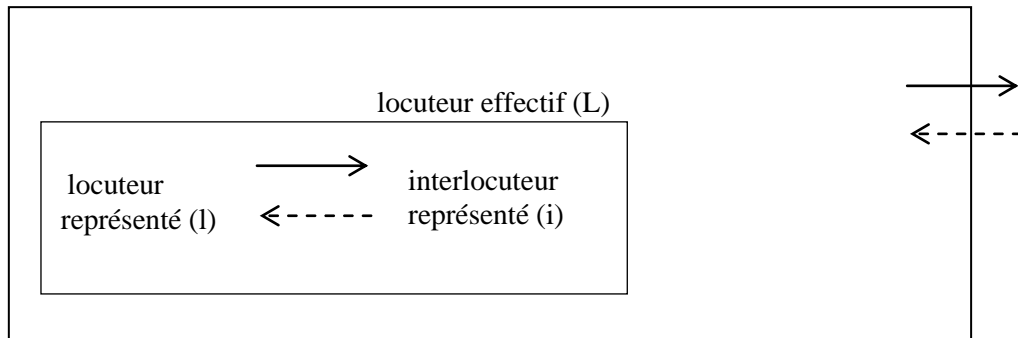 locuteur effectif (L)
locuteur
représenté (l)
interlocuteur
représenté (i)